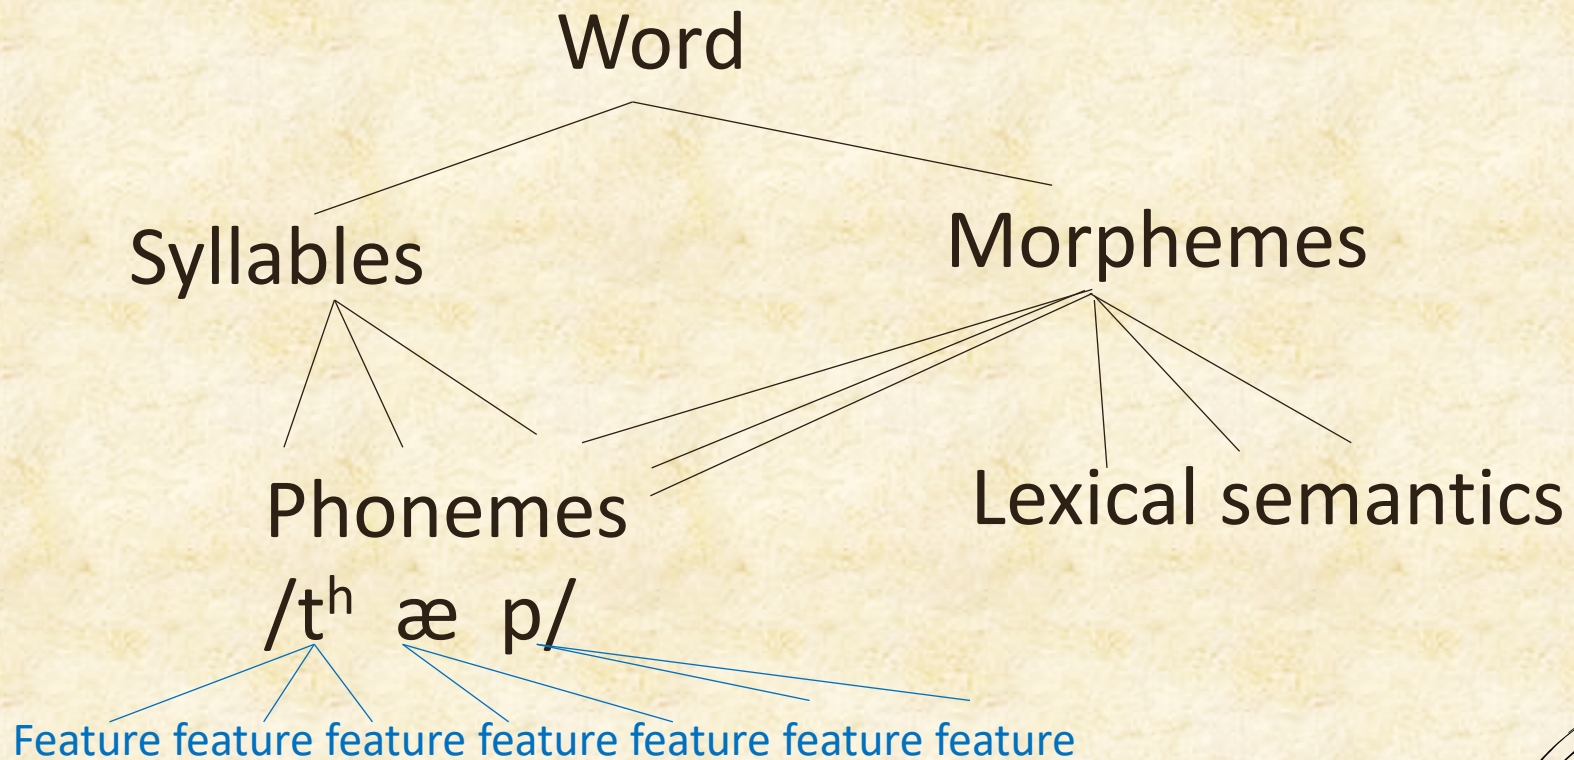 Word
Syllables
Morphemes
Phonemes
Lexical semantics
/tʰ æ p/
Feature feature feature feature feature feature feature